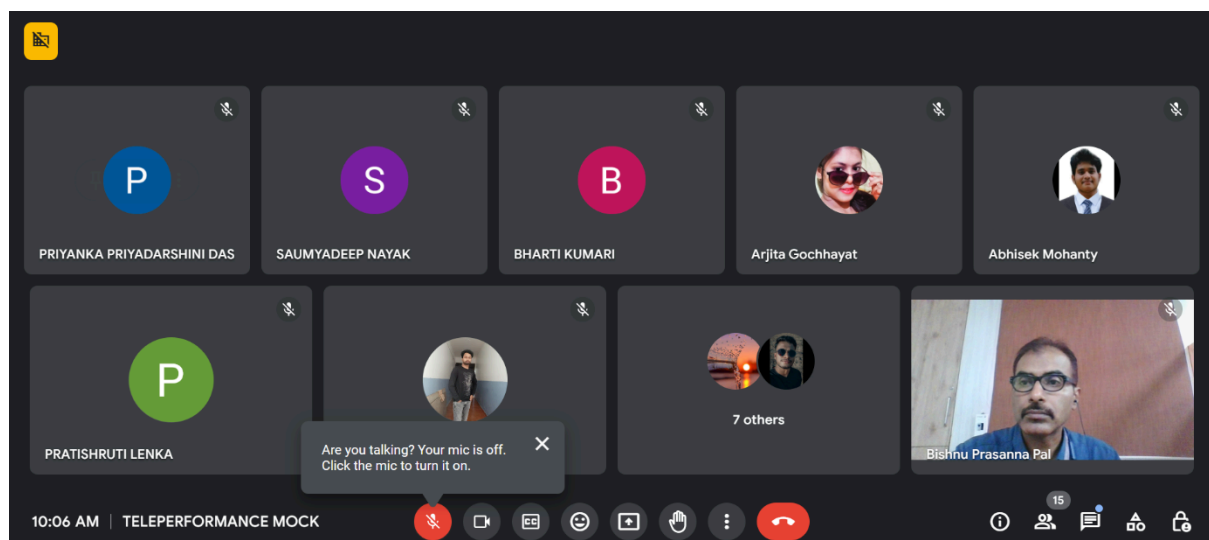 P
S
B
PRIYANKA PRIYADARSHINI DAS
SAUMYADEEP NAYAK
BHARTI KUMARI
Arjita Gochhayat
Abhisek Mohanty
P
7 others
PRATISHRUTI LENKA
Are you talking? Your mic is off.
Click the mic to turn it on.
Bishnu Prasanna Pal
10:06 AM | TELEPERFORMANCE MOCK
CC
15